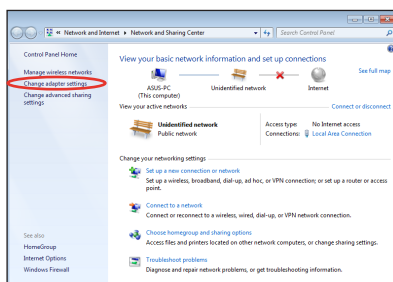 « Network and Internet ▸ Network and Sharing Center
Search Control Panel
Control Panel Home
Manage wireless networks
Change adapter settings
Change advanced sharing
settings
See also
HomeGroup
Internet Options
Windows Firewall
View your basic network information and set up connections
See full map
ASUS-PC
(This computer)
Unidentified network
Internet
View your active networks
Connect or disconnect
Unidentified network
Public network
Access type: No Internet access
Connections: Local Area Connection
Change your networking settings
Set up a new connection or network
Set up a wireless, broadband, dial-up, ad hoc, or VPN connection; or set up a router or access
point.
Connect to a network
Connect or reconnect to a wireless, wired, dial-up, or VPN network connection.
Choose homegroup and sharing options
Access files and printers located on other network computers, or change sharing settings.
Troubleshoot problems
Diagnose and repair network problems, or get troubleshooting information.